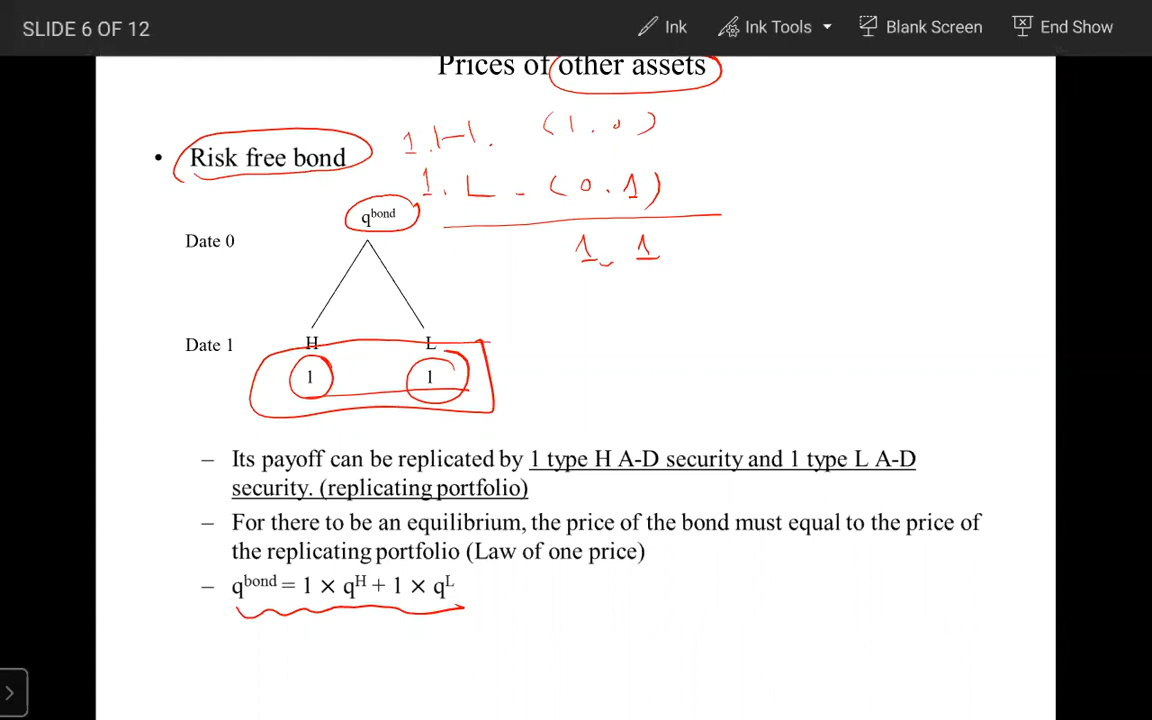 SLIDE 6 OF 12 Ink Ink Tools Blank Screen End Show
Prices of other assets
1. H. (1.0)
• Risk free bond
1. L - (0.1)
q^bond
Date 0
1, 1
Date 1 H L
1 1
– Its payoff can be replicated by 1 type H A-D security and 1 type L A-D
security. (replicating portfolio)
– For there to be an equilibrium, the price of the bond must equal to the price of
the replicating portfolio (Law of one price)
– q^bond = 1 × q^H + 1 × q^L